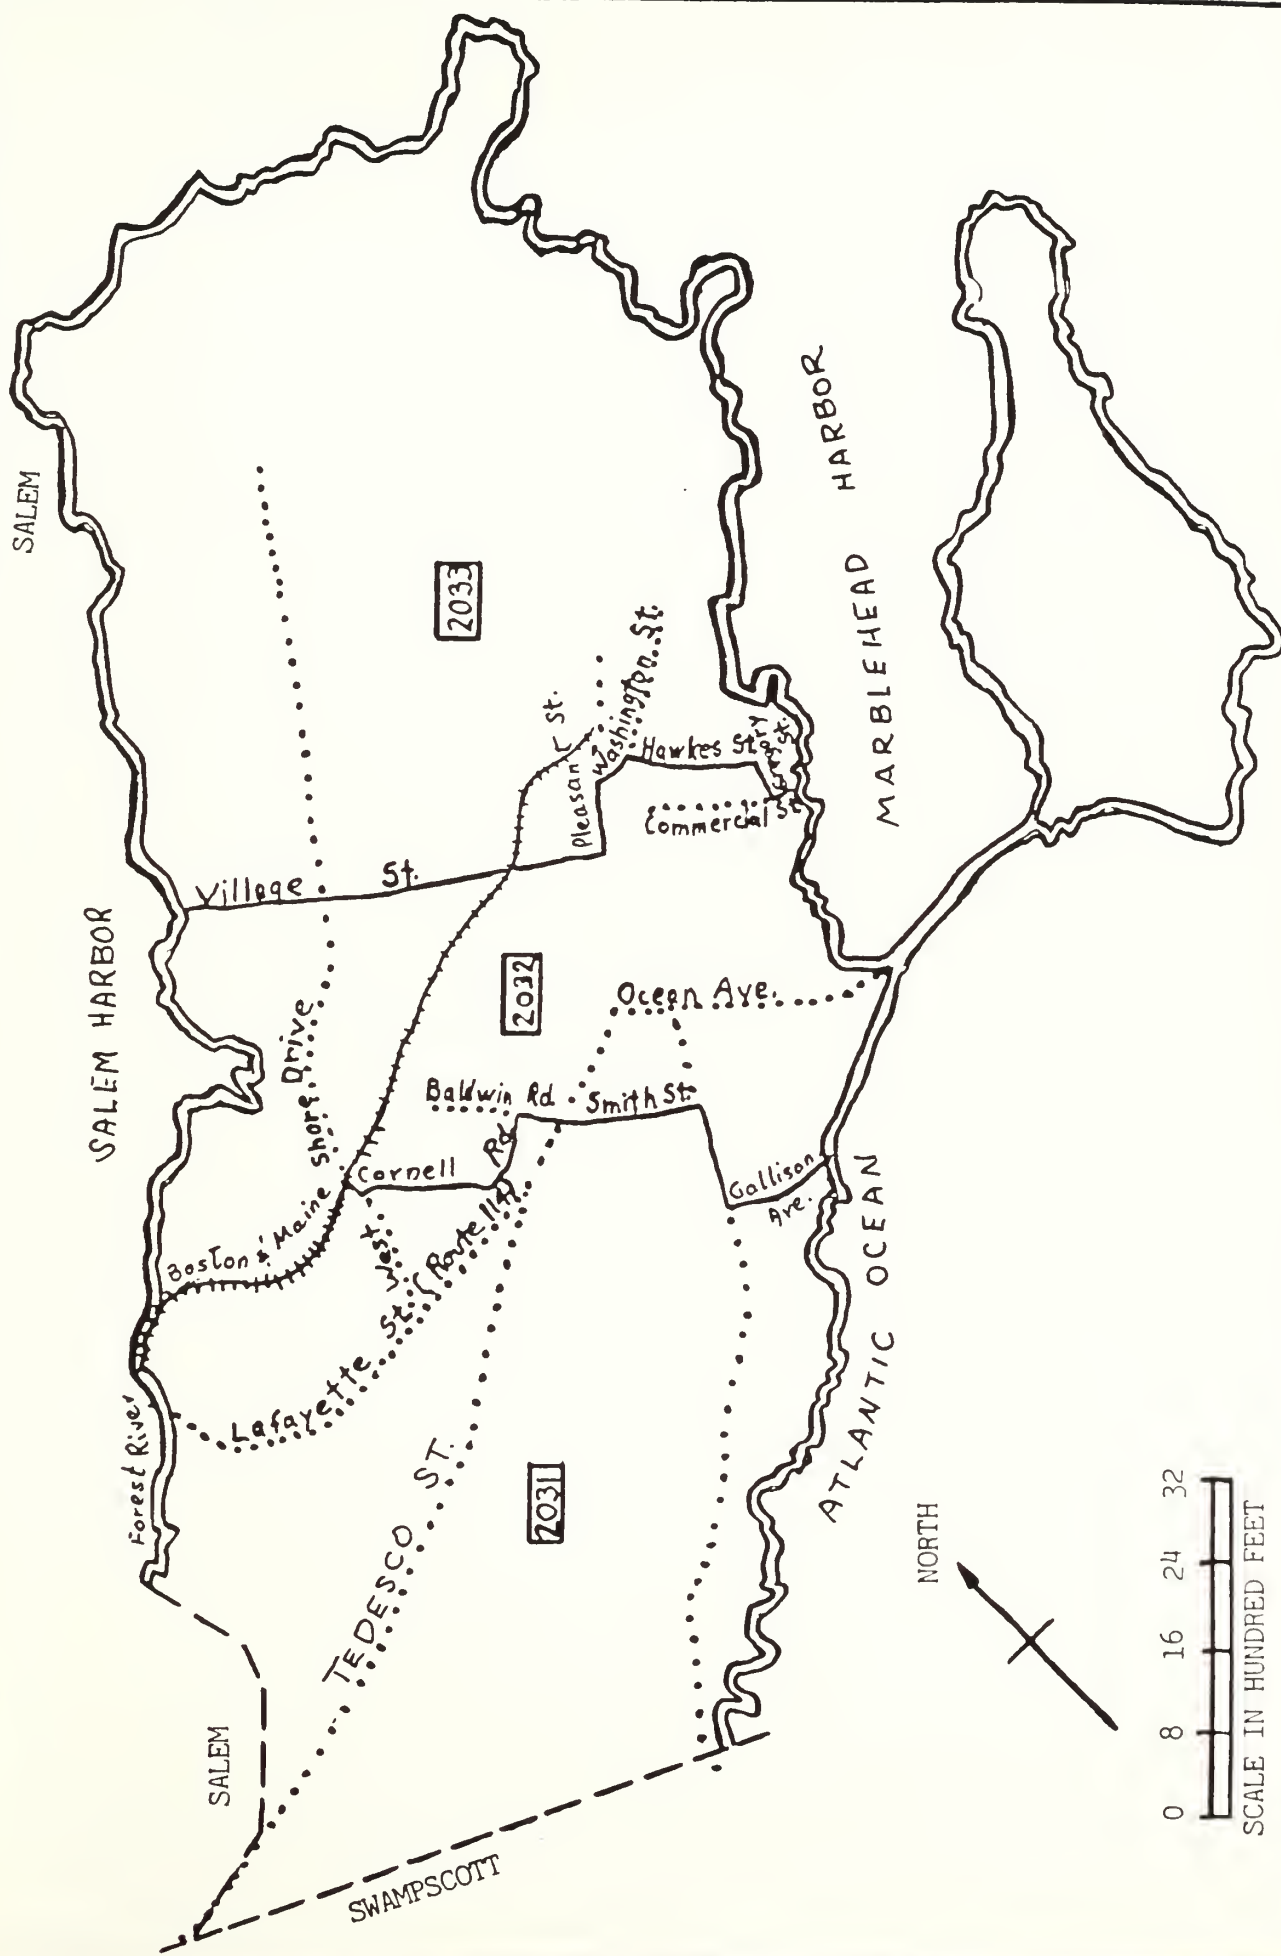 SALEM
2033
SALEM HARBOR
Village St.
Pleasant St.
Washington St.
Hawkes St.
Gregory St.
Commercial St.
MARBLEHEAD HARBOR
2032
Ocean Ave.
Shore Drive
Baldwin Rd.
Smith St.
Cornell Rd.
Gallison Ave.
West
Boston & Maine
Lafayette St. (Route 114)
Forest River
TEDESCO ST.
2031
ATLANTIC OCEAN
SALEM
SWAMPSCOTT
NORTH
0 8 16 24 32
SCALE IN HUNDRED FEET